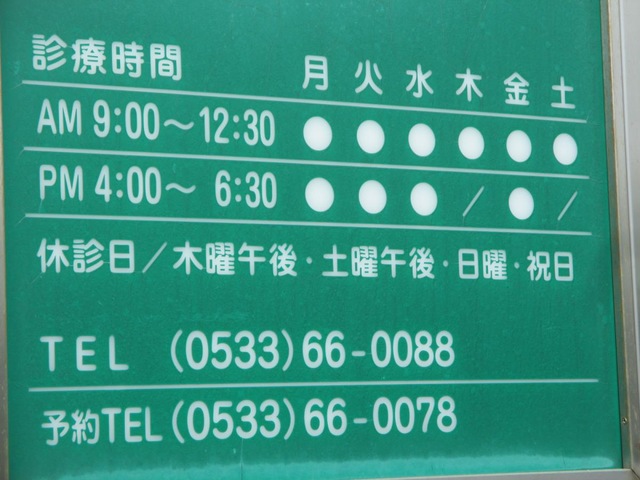 診療時間 月 火 水 木 金 土
AM 9:00〜12:30 ● ● ● ● ● ●
PM 4:00〜 6:30 ● ● ● / ● /
休診日/木曜午後・土曜午後・日曜・祝日
TEL (0533)66-0088
予約TEL(0533)66-0078